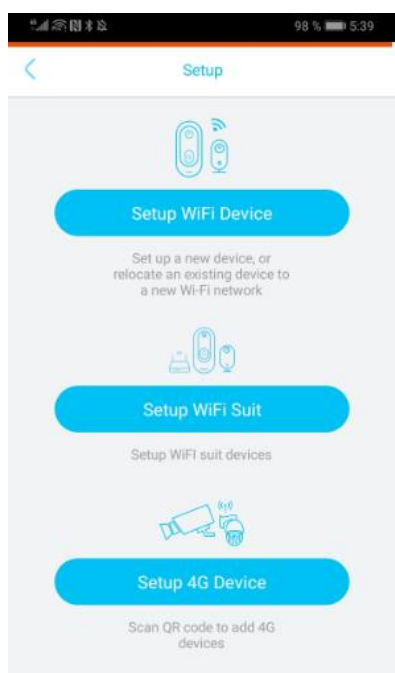 98 % 5:39
Setup
Setup WiFi Device
Set up a new device, or
relocate an existing device to
a new Wi-Fi network
Setup WiFi Suit
Setup WiFI suit devices
Setup 4G Device
Scan QR code to add 4G
devices